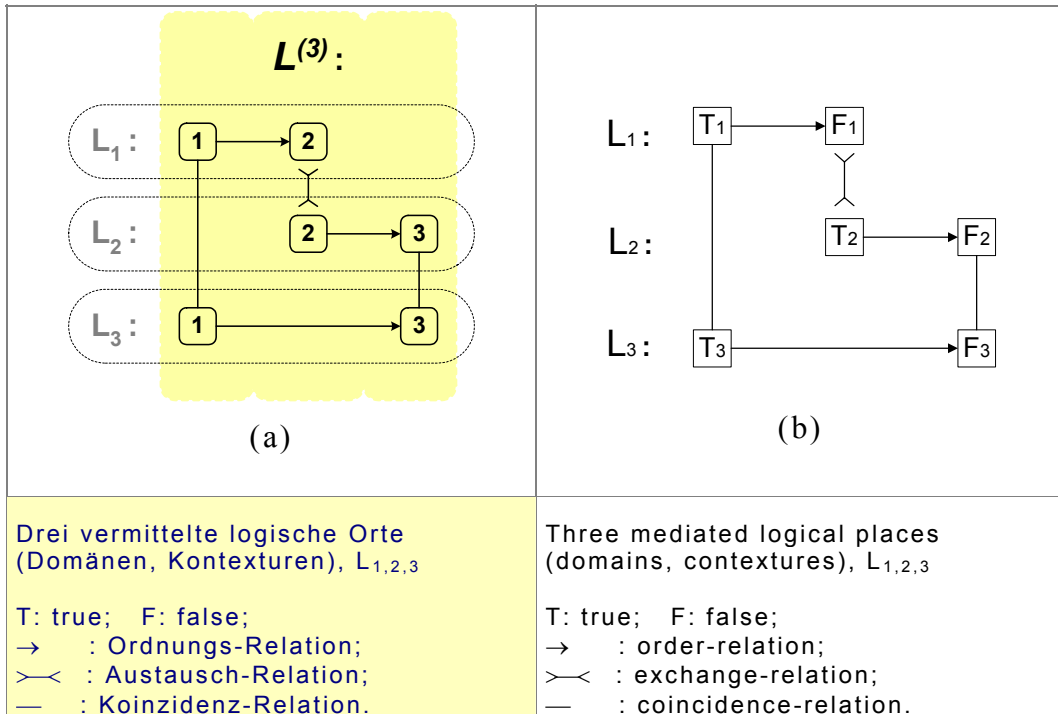 L⁽³⁾:
L₁: 1 2
L₂: 2 3
L₃: 1 3
(a)
L₁: T₁ F₁
L₂: T₂ F₂
L₃: T₃ F₃
(b)
Drei vermittelte logische Orte
(Domänen, Kontexturen), L₁,₂,₃
T: true; F: false;
→ : Ordnungs-Relation;
≻—≺ : Austausch-Relation;
— : Koinzidenz-Relation.
Three mediated logical places
(domains, contextures), L₁,₂,₃
T: true; F: false;
→ : order-relation;
≻—≺ : exchange-relation;
— : coincidence-relation.